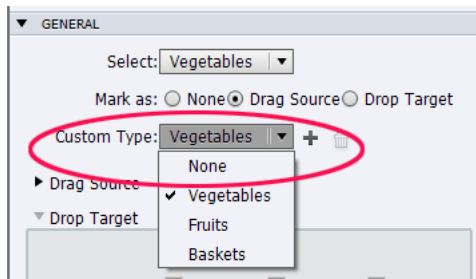 GENERAL
Select: Vegetables
Mark as: None Drag Source Drop Target
Custom Type: Vegetables
None
Drag Source
Vegetables
Drop Target
Fruits
Baskets